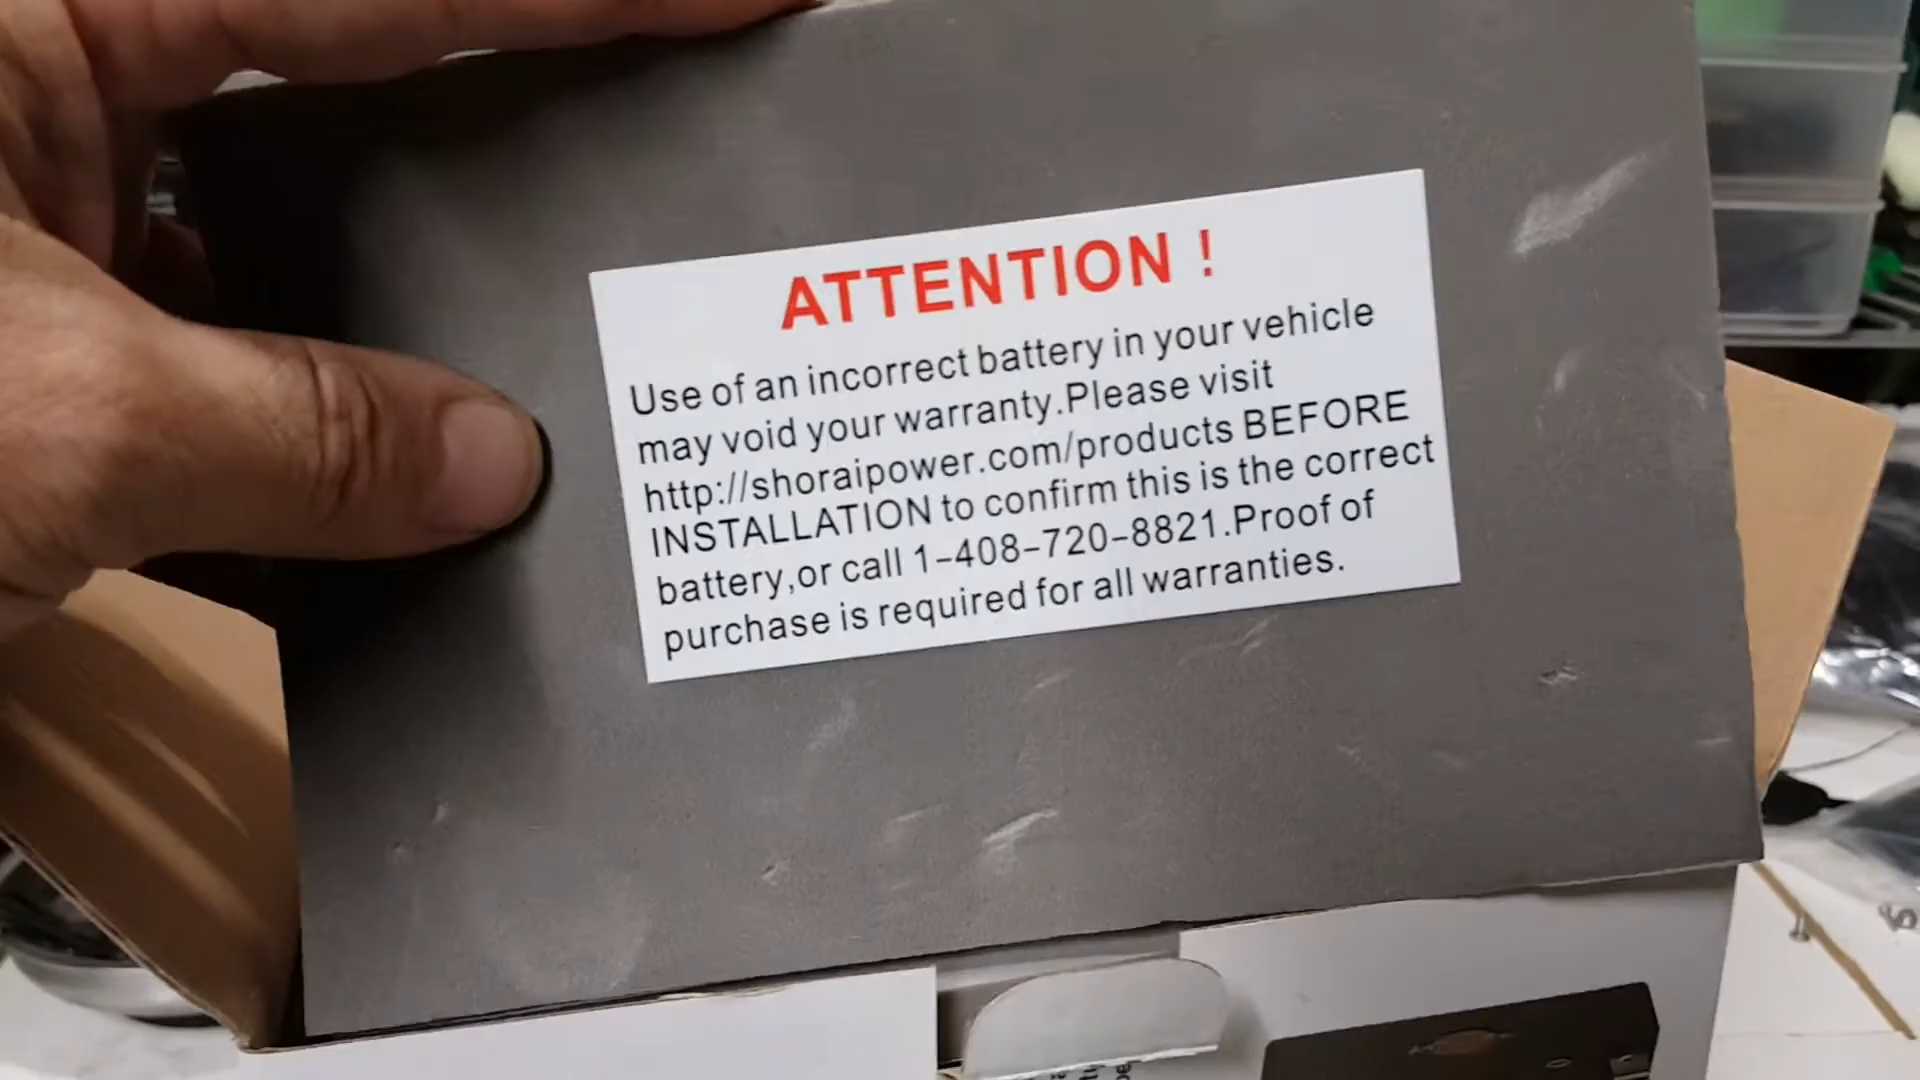 ATTENTION !
Use of an incorrect battery in your vehicle
may void your warranty.Please visit
http://shoraipower.com/products BEFORE
INSTALLATION to confirm this is the correct
battery,or call 1-408-720-8821.Proof of
purchase is required for all warranties.